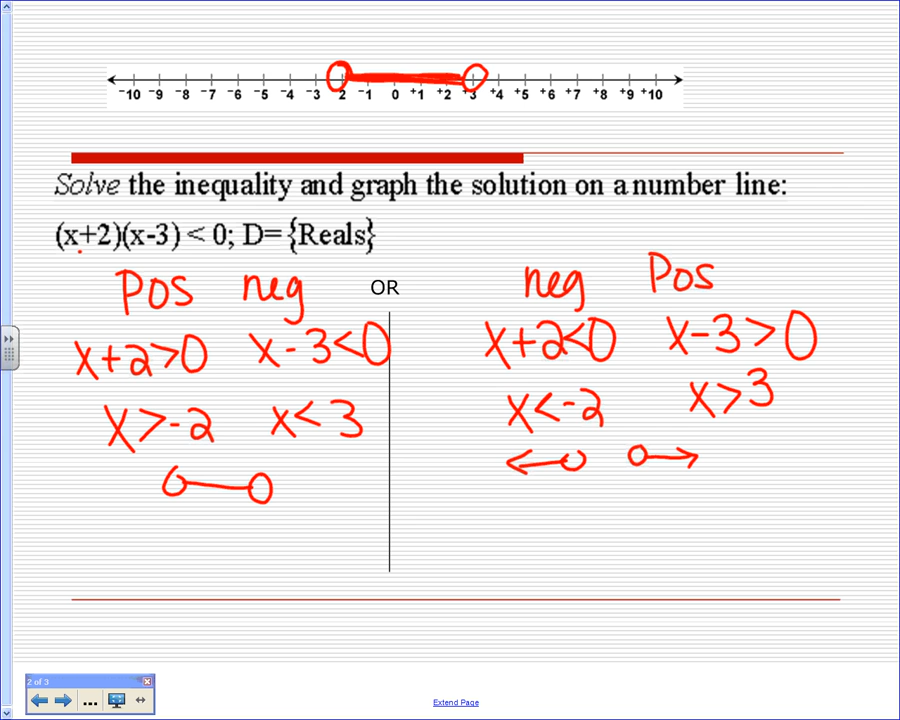 -10 -9 -8 -7 -6 -5 -4 -3 2 -1 0 +1 +2 +3 +4 +5 +6 +7 +8 +9 +10
Solve the inequality and graph the solution on a number line:
(x+2)(x-3) < 0; D= {Reals}
Pos neg OR neg Pos
x+2>0 x-3<0 x+2<0 x-3>0
x>-2 x<3 x<-2 x>3
2 of 3
...
Extend Page